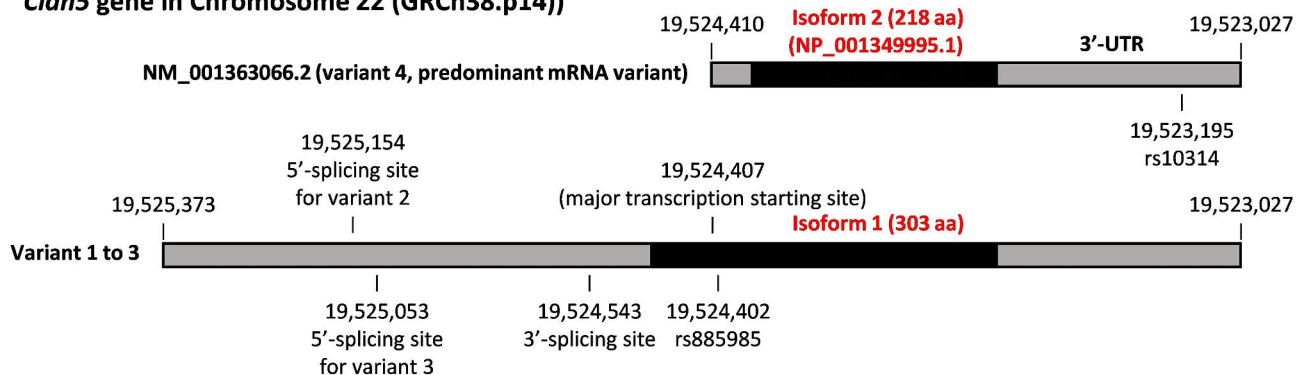 Cldn5 gene in Chromosome 22 (GRCh38.p14))
19,524,410
Isoform 2 (218 aa)
(NP_001349995.1)
3’-UTR
19,523,027
NM_001363066.2 (variant 4, predominant mRNA variant)
19,523,195
rs10314
19,525,154
5’-splicing site
for variant 2
19,524,407
(major transcription starting site)
19,525,373
Isoform 1 (303 aa)
19,523,027
Variant 1 to 3
19,525,053
5’-splicing site
for variant 3
19,524,543
3’-splicing site
19,524,402
rs885985